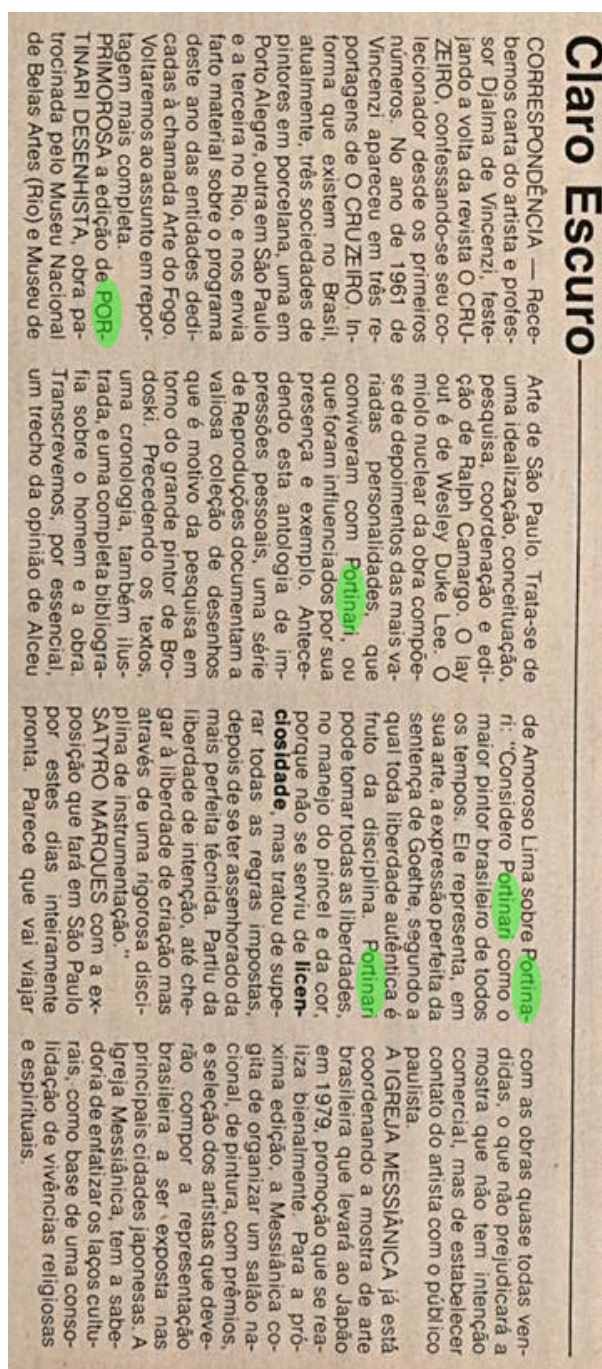 Claro Escuro
CORRESPONDÊNCIA — Rece-
bemos carta do artista e profes-
sor Djalma de Vincenzi, feste-
jando a volta da revista O CRU-
ZEIRO, confessando-se seu co-
lecionador desde os primeiros
números. No ano de 1961 de
Vincenzi apareceu em três re-
portagens de O CRUZEIRO. In-
forma que existem no Brasil,
atualmente, três sociedades de
pintores em porcelana, uma em
Porto Alegre, outra em São Paulo
e a terceira no Rio, e nos envia
farto material sobre o programa
deste ano das entidades dedi-
cadas à chamada Arte do Fogo.
Voltaremos ao assunto em repor-
tagem mais completa.
PRIMOROSA a edição de POR-
TINARI DESENHISTA, obra pa-
trocinada pelo Museu Nacional
de Belas Artes (Rio) e Museu de
Arte de São Paulo. Trata-se de
uma idealização, conceituação,
pesquisa, coordenação e edi-
ção de Ralph Camargo. O lay
out é de Wesley Duke Lee. O
miolo nuclear da obra compõe-
se de depoimentos das mais va-
riadas personalidades, que
conviveram com Portinari, ou
que foram influenciados por sua
presença e exemplo. Antece-
dendo esta antologia de im-
pressões pessoais, uma série
de Reproduções documentam a
valiosa coleção de desenhos
que é motivo da pesquisa em
torno do grande pintor de Bro-
doski. Precedendo os textos,
uma cronologia, também ilus-
trada, e uma completa bibliogra-
fia sobre o homem e a obra.
Transcrevemos, por essencial,
um trecho da opinião de Alceu
de Amoroso Lima sobre Portina-
ri: "Considero Portinari como o
maior pintor brasileiro de todos
os tempos. Ele representa, em
sua arte, a expressão perfeita da
sentença de Goethe, segundo a
qual toda liberdade autêntica é
fruto da disciplina. Portinari
pode tomar todas as liberdades,
no manejo do pincel e da cor,
porque não se serviu de licen-
ciosidade, mas tratou de supe-
rar todas as regras impostas,
depois de se ter assenhorado da
mais perfeita técnica. Partiu da
liberdade de intenção, até che-
gar à liberdade de criação mas
através de uma rigorosa disci-
plina de instrumentação."
SATYRO MARQUES com a ex-
posição que fará em São Paulo
por estes dias inteiramente
pronta. Parece que vai viajar
com as obras quase todas ven-
didas, o que não prejudicará a
mostra que não tem intenção
comercial, mas de estabelecer
contato do artista com o público
paulista.
A IGREJA MESSIÂNICA já está
coordenando a mostra de arte
brasileira que levará ao Japão
em 1979, promoção que se rea-
liza bienalmente. Para a pró-
xima edição, a Messiânica co-
gita de organizar um salão na-
cional, de pintura, com prêmios,
e seleção dos artistas que deve-
rão compor a representação
brasileira a ser exposta nas
principais cidades japonesas. A
Igreja Messiânica, tem a sabe-
doria de enfatizar os laços cultu-
rais, como base de uma conso-
lidação de vivências religiosas
e espirituais.